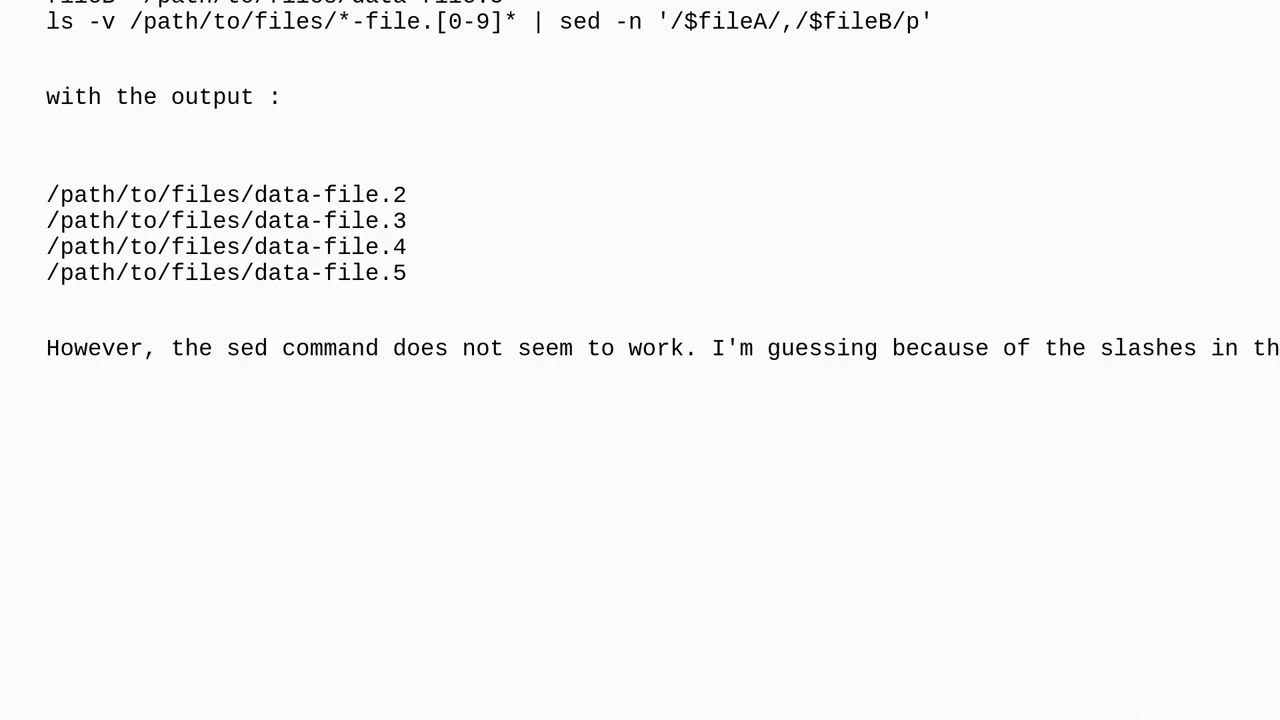 ls -v /path/to/files/*-file.[0-9]* | sed -n '/$fileA/,/$fileB/p'
with the output :
/path/to/files/data-file.2
/path/to/files/data-file.3
/path/to/files/data-file.4
/path/to/files/data-file.5
However, the sed command does not seem to work. I'm guessing because of the slashes in